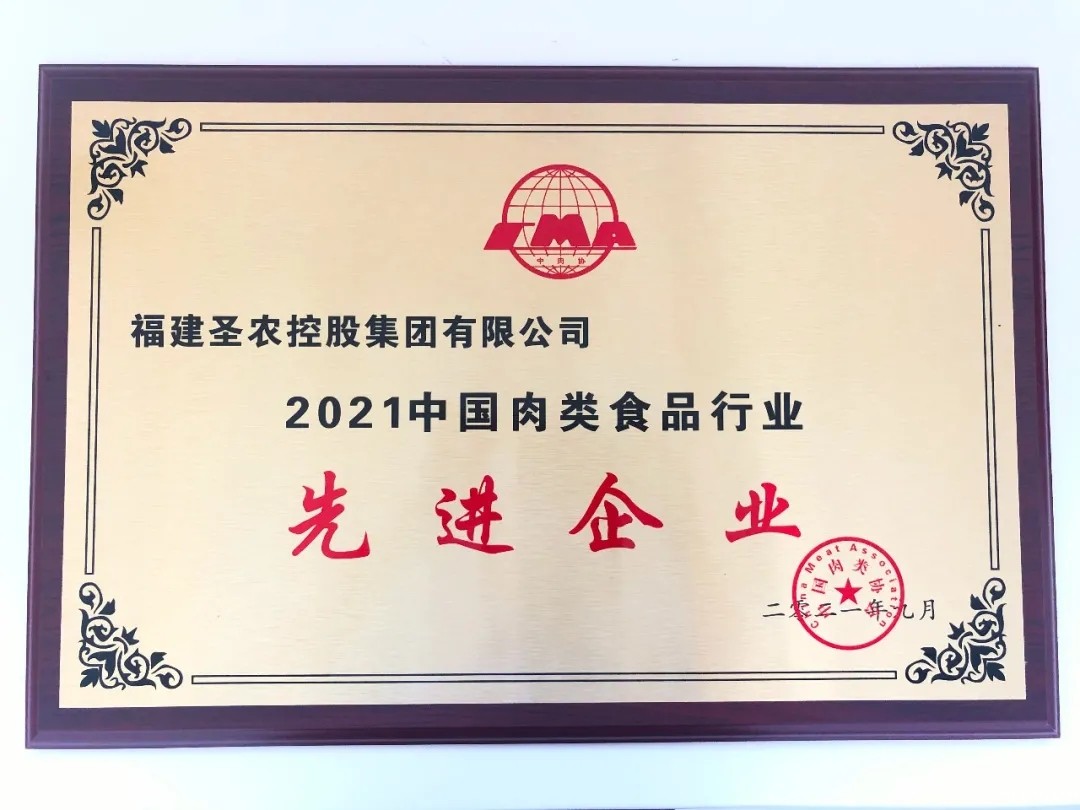 CMA
中肉协
福建圣农控股集团有限公司
2021中国肉类食品行业
先进企业
China Meat Association
中国肉类协会
二零二一年九月